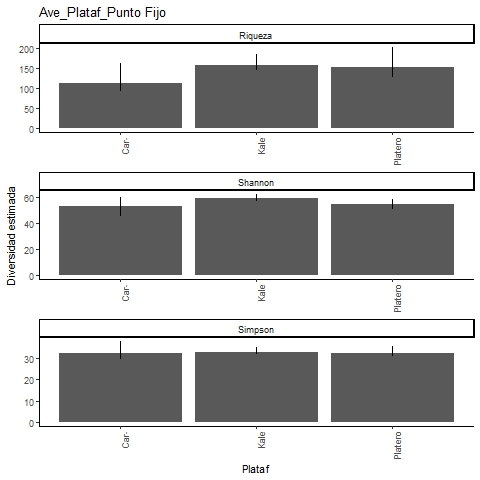 Ave_Plataf_Punto Fijo
Riqueza
200
150
100
50
0
Car-
Kale
Platero
Shannon
60
40
20
0
Car-
Kale
Platero
Simpson
30
20
10
0
Car-
Kale
Platero
Diversidad estimada
Plataf